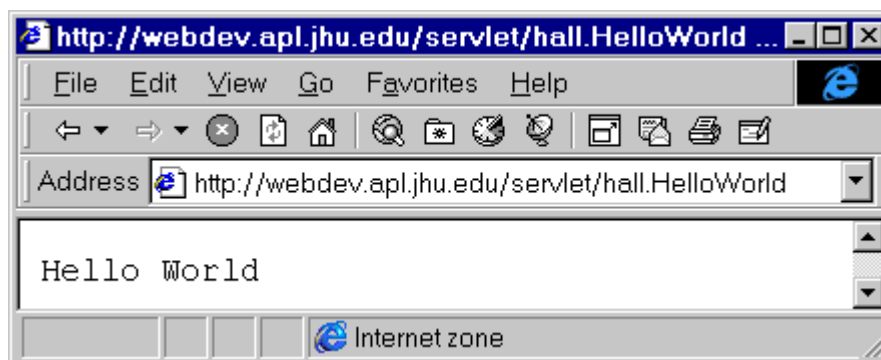 http://webdev.apl.jhu.edu/servlet/hall.HelloWorld ...
File Edit View Go Favorites Help
Address http://webdev.apl.jhu.edu/servlet/hall.HelloWorld
Hello World
Internet zone